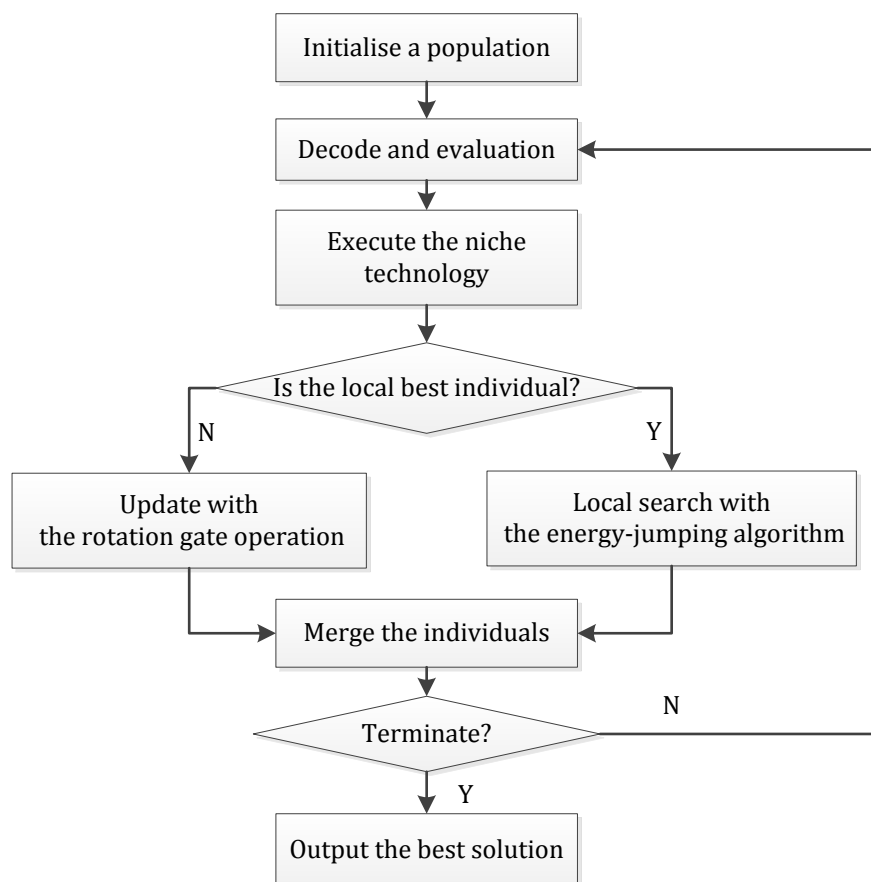 Initialise a population
Decode and evaluation
Execute the niche
technology
Is the local best individual?
N
Y
Update with
the rotation gate operation
Local search with
the energy-jumping algorithm
Merge the individuals
Terminate?
N
Y
Output the best solution